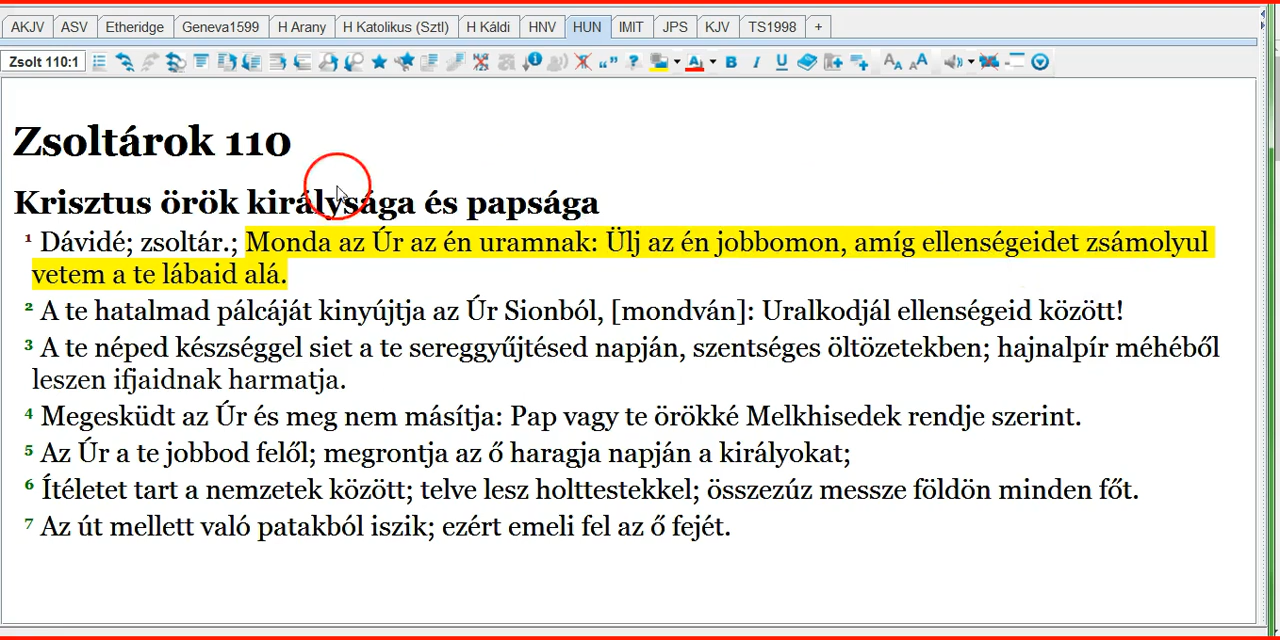 AKJV ASV Etheridge Geneva1599 H Arany H Katolikus (Sztl) H Káldi HNV HUN IMIT JPS KJV TS1998 +
Zsolt 110:1
Zsoltárok 110
Krisztus örök királysága és papsága
1 Dávidé; zsoltár.; Monda az Úr az én uramnak: Ülj az én jobbomon, amíg ellenségeidet zsámolyul
vetem a te lábaid alá.
2 A te hatalmad pálcáját kinyújtja az Úr Sionból, [mondván]: Uralkodjál ellenségeid között!
3 A te néped készséggel siet a te sereggyűjtésed napján, szentséges öltözetekben; hajnalpír méhéből
leszen ifjaidnak harmatja.
4 Megesküdt az Úr és meg nem másítja: Pap vagy te örökké Melkhisedek rendje szerint.
5 Az Úr a te jobbod felől; megrontja az ő haragja napján a királyokat;
6 Ítéletet tart a nemzetek között; telve lesz holttestekkel; összezúz messze földön minden főt.
7 Az út mellett való patakból iszik; ezért emeli fel az ő fejét.